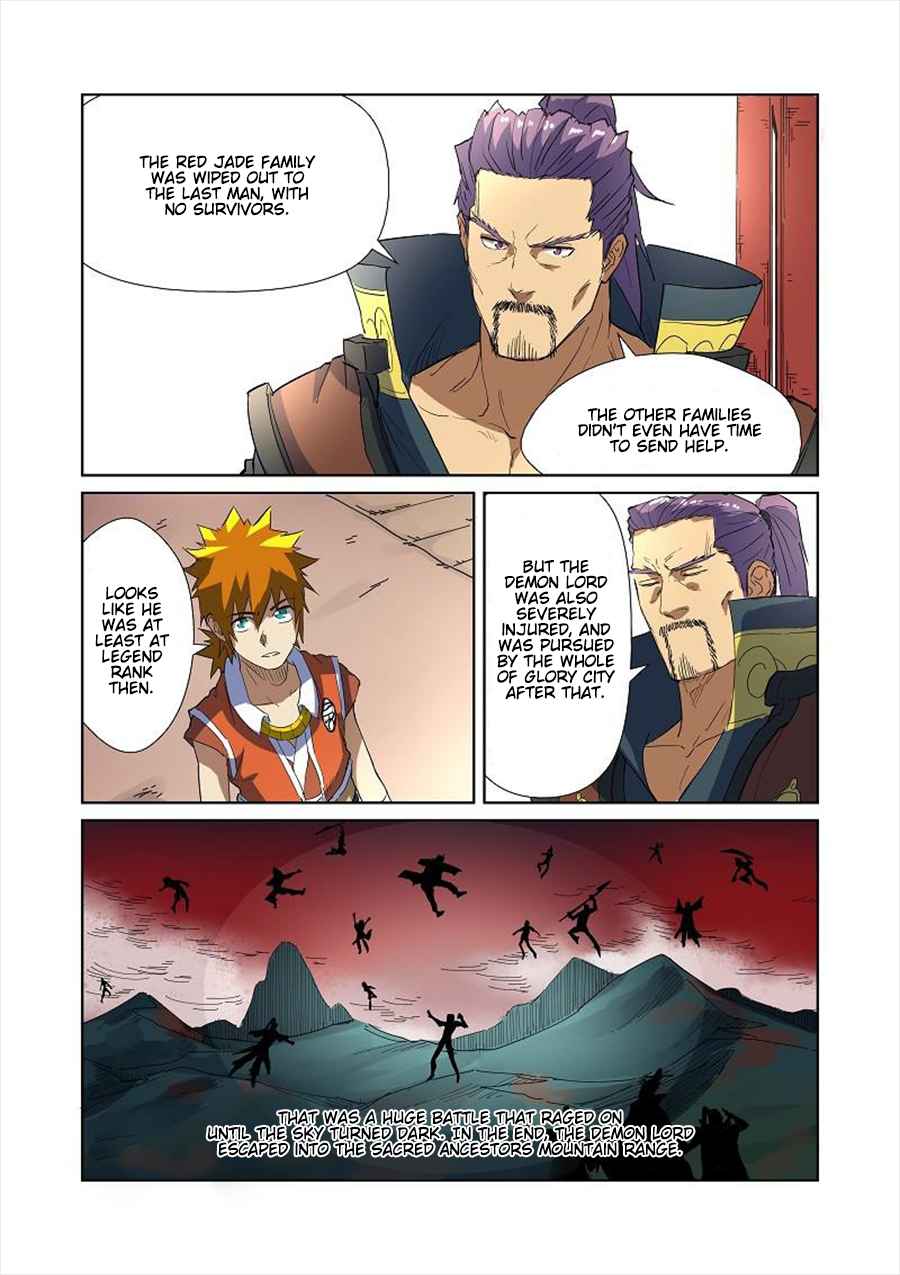 THE RED JADE FAMILY
WAS WIPED OUT TO
THE LAST MAN, WITH
NO SURVIVORS.
THE OTHER FAMILIES
DIDN'T EVEN HAVE TIME
TO SEND HELP.
LOOKS
LIKE HE
WAS AT
LEAST AT
LEGEND
RANK
THEN.
BUT THE
DEMON LORD
WAS ALSO
SEVERELY
INJURED, AND
WAS PURSUED
BY THE WHOLE
OF GLORY CITY
AFTER THAT.
THAT WAS A HUGE BATTLE THAT RAGED ON
UNTIL THE SKY TURNED DARK. IN THE END, THE DEMON LORD
ESCAPED INTO THE SACRED ANCESTORS MOUNTAIN RANGE.